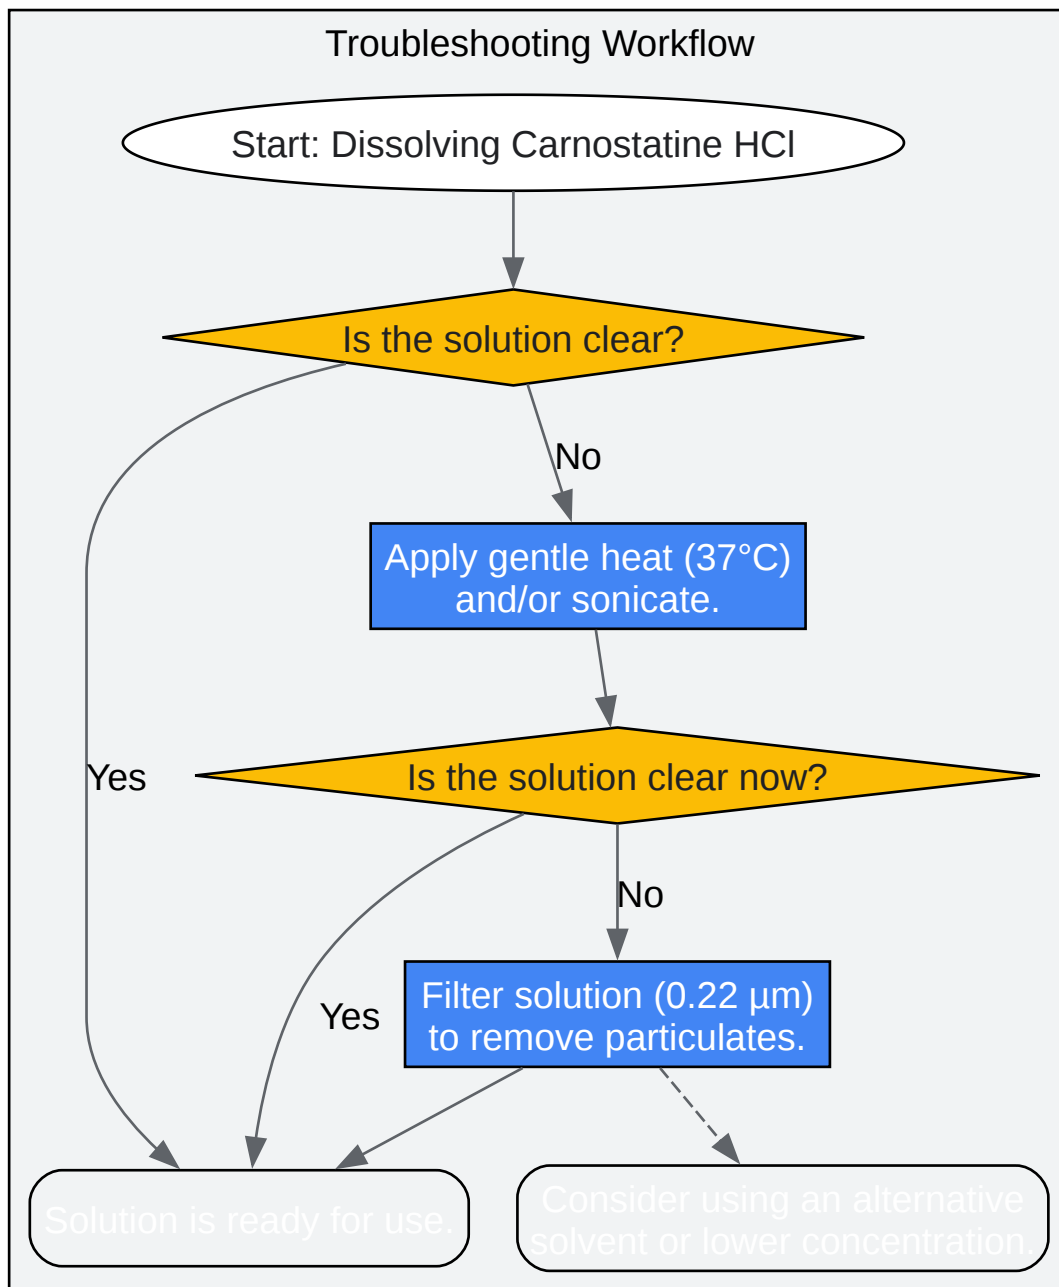 Troubleshooting Workflow
Start: Dissolving Carnostatine HCl
Is the solution clear?
No
Apply gentle heat (37°C)
and/or sonicate.
Yes
Is the solution clear now?
No
Filter solution (0.22 µm)
to remove particulates.
Yes
Solution is ready for use.
Consider using an alternative
solvent or lower concentration.